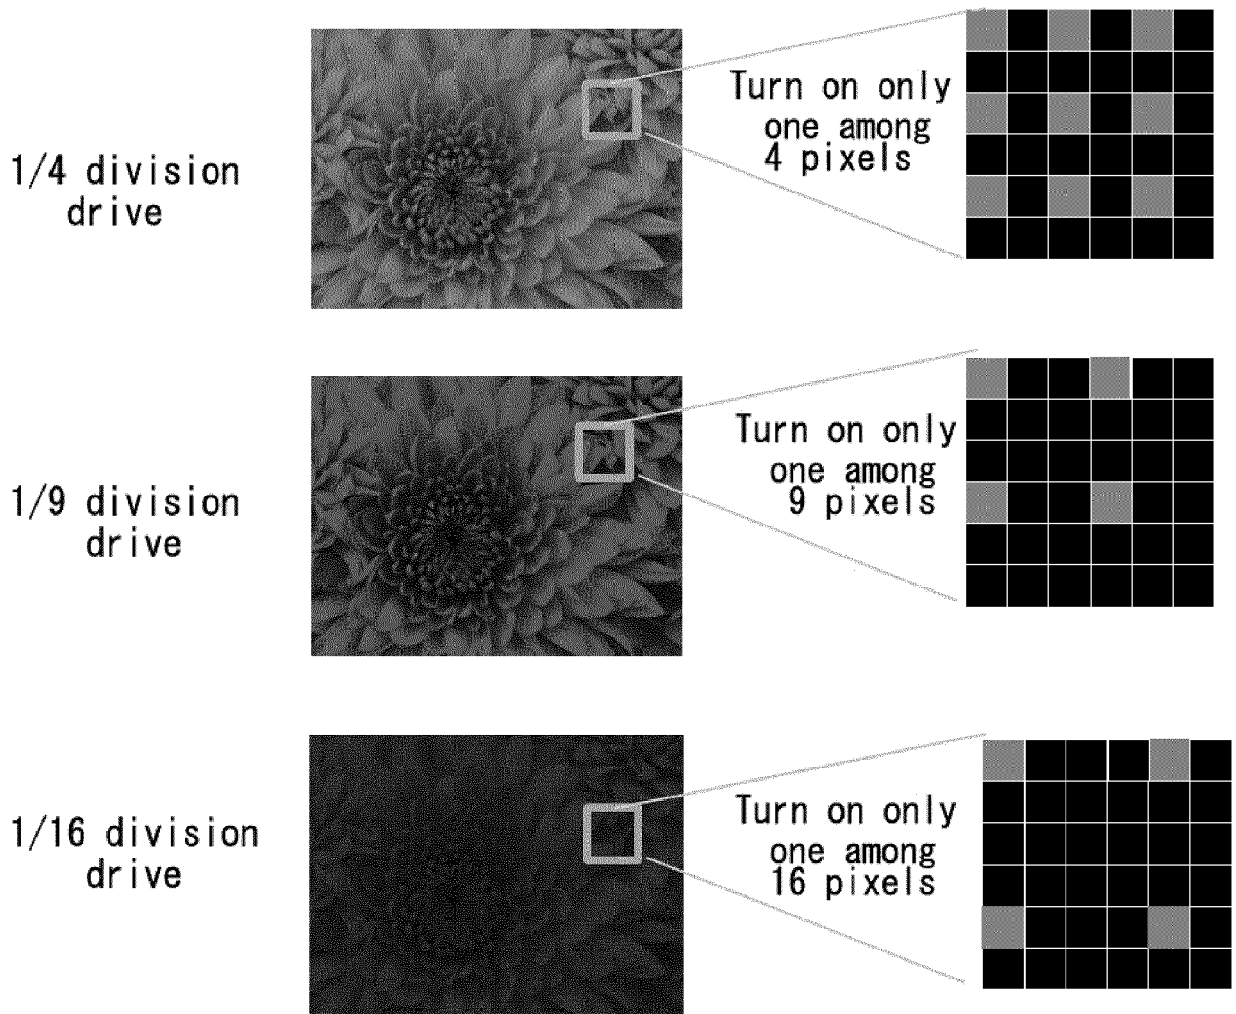 1/4 division
drive
Turn on only
one among
4 pixels
1/9 division
drive
Turn on only
one among
9 pixels
1/16 division
drive
Turn on only
one among
16 pixels